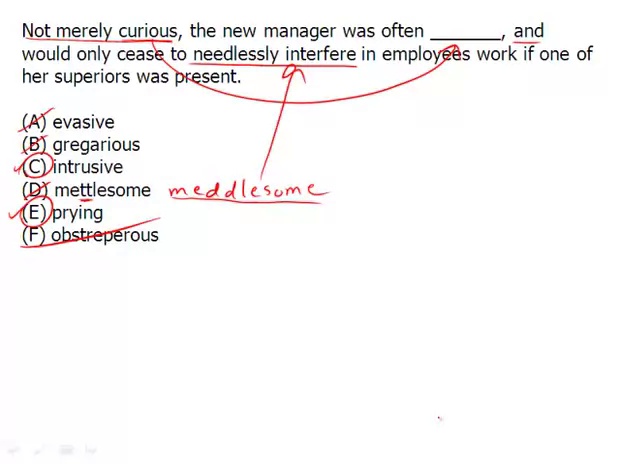 Not merely curious, the new manager was often ________, and
would only cease to needlessly interfere in employees work if one of
her superiors was present.
(A) evasive
(B) gregarious
(C) intrusive
(D) mettlesome meddlesome
(E) prying
(F) obstreperous